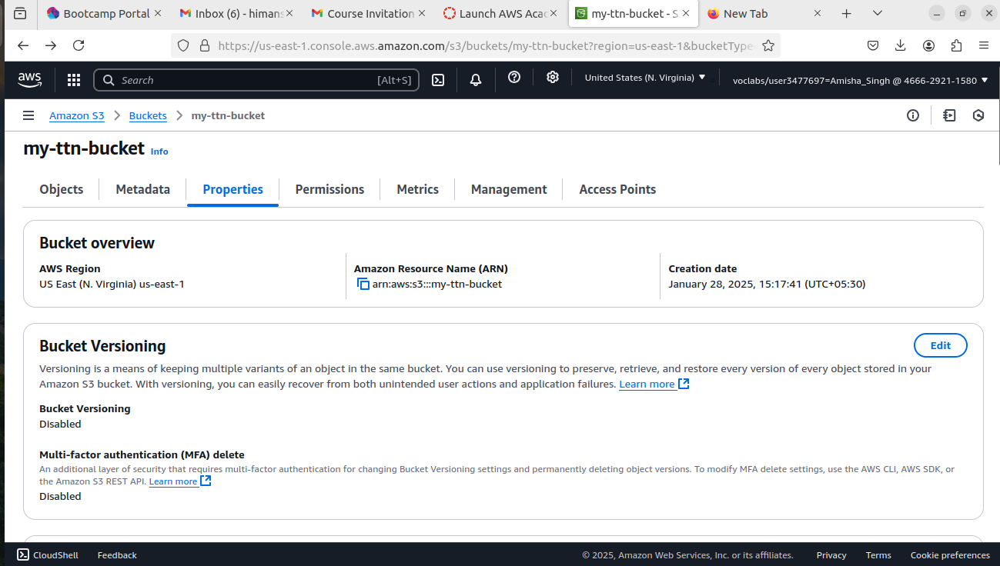 Bootcamp Portal
Inbox (6) - himans
Course Invitation
Launch AWS Aca
my-ttn-bucket - S
New Tab
https://us-east-1.console.aws.amazon.com/s3/buckets/my-ttn-bucket?region=us-east-1&bucketType
aws
Search [Alt+S]
United States (N. Virginia)
voclabs/user3477697=Amisha_Singh @ 4666-2921-1580
Amazon S3 > Buckets > my-ttn-bucket
my-ttn-bucket Info
Objects
Metadata
Properties
Permissions
Metrics
Management
Access Points
Bucket overview
AWS Region
US East (N. Virginia) us-east-1
Amazon Resource Name (ARN)
arn:aws:s3:::my-ttn-bucket
Creation date
January 28, 2025, 15:17:41 (UTC+05:30)
Bucket Versioning
Edit
Versioning is a means of keeping multiple variants of an object in the same bucket. You can use versioning to preserve, retrieve, and restore every version of every object stored in your
Amazon S3 bucket. With versioning, you can easily recover from both unintended user actions and application failures. Learn more
Bucket Versioning
Disabled
Multi-factor authentication (MFA) delete
An additional layer of security that requires multi-factor authentication for changing Bucket Versioning settings and permanently deleting object versions. To modify MFA delete settings, use the AWS CLI, AWS SDK, or
the Amazon S3 REST API. Learn more
Disabled
CloudShell
Feedback
© 2025, Amazon Web Services, Inc. or its affiliates.
Privacy
Terms
Cookie preferences